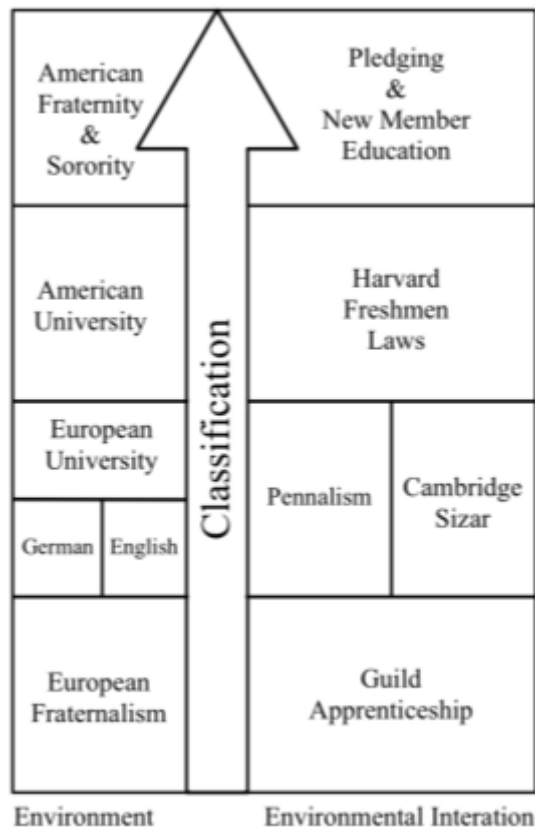 American
Fraternity
&
Sorority
Pledging
&
New Member
Education
American
University
Harvard
Freshmen
Laws
Classification
European
University
German
English
Pennalism
Cambridge
Sizar
European
Fraternalism
Guild
Apprenticeship
Environment
Environmental Interation